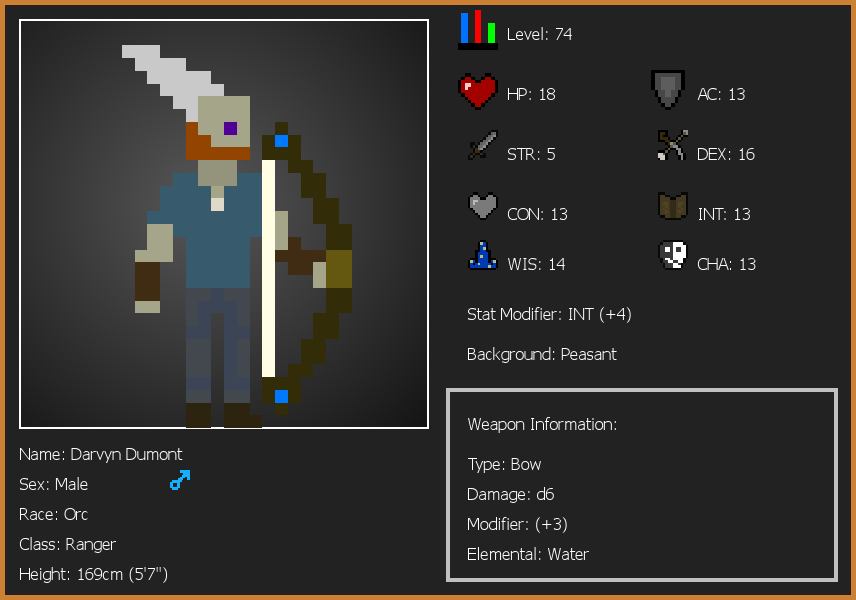 Level: 74
HP: 18
AC: 13
STR: 5
DEX: 16
CON: 13
INT: 13
WIS: 14
CHA: 13
Stat Modifier: INT (+4)
Background: Peasant
Weapon Information:
Type: Bow
Damage: d6
Modifier: (+3)
Elemental: Water
Name: Darvyn Dumont
Sex: Male
Race: Orc
Class: Ranger
Height: 169cm (5'7")